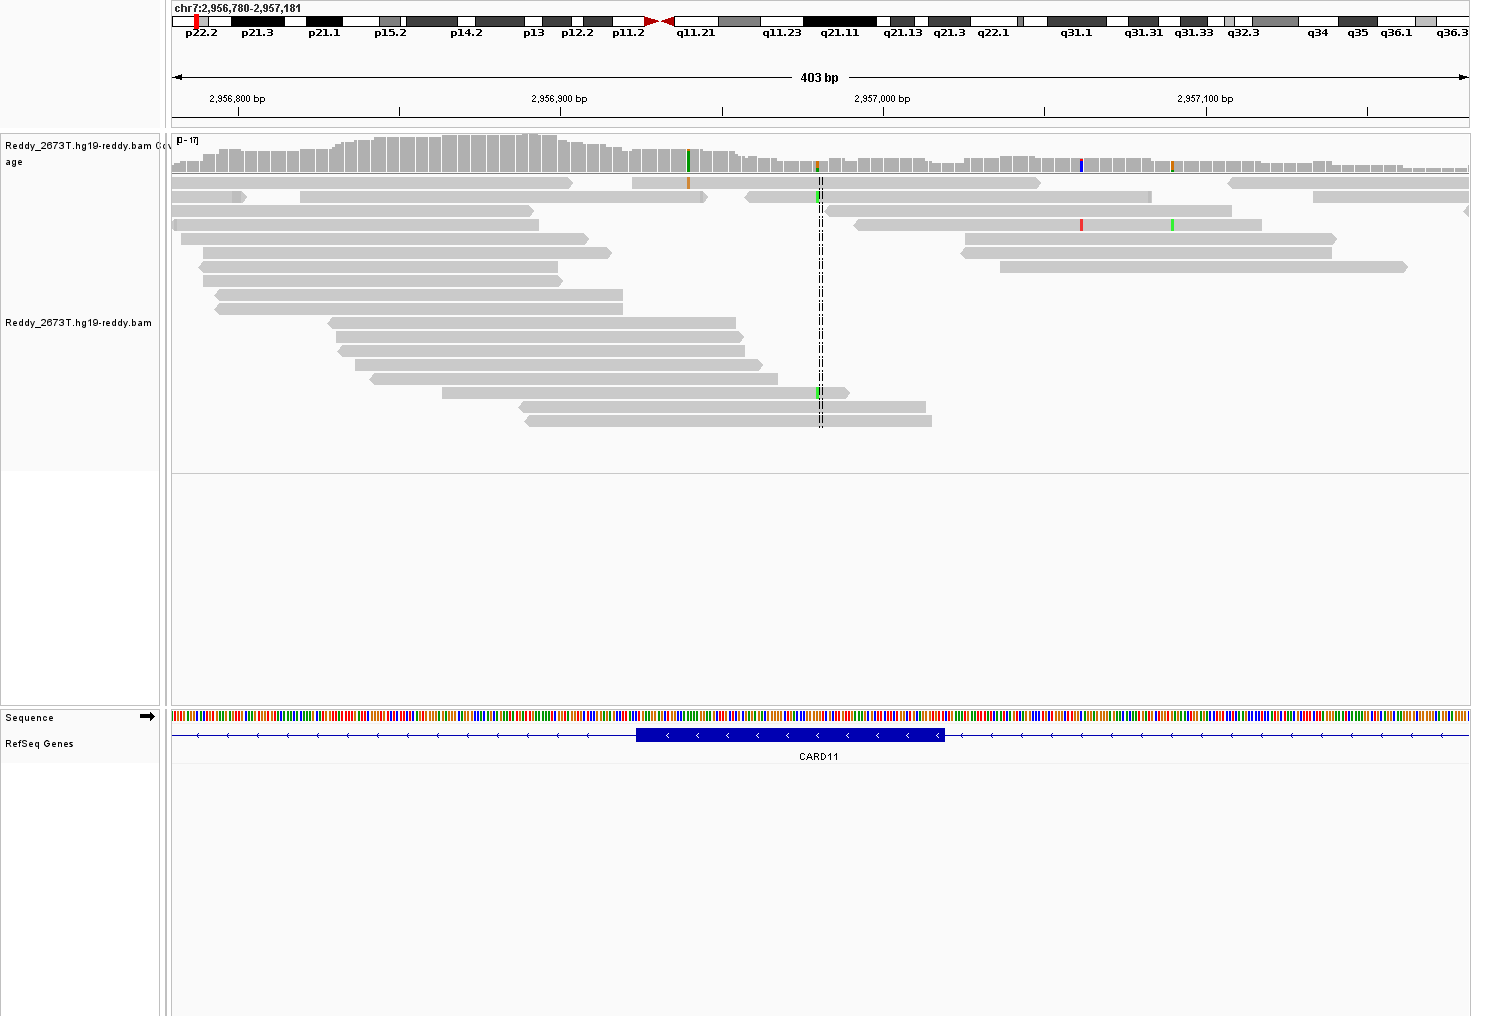 chr7:2,956,780-2,957,181
p22.2 p21.3 p21.1 p15.2 p14.2 p13 p12.2 p11.2 q11.21 q11.23 q21.11 q21.13 q21.3 q22.1 q31.1 q31.31 q31.33 q32.3 q34 q35 q36.1 q36.3
403 bp
2,956,800 bp 2,956,900 bp 2,957,000 bp 2,957,100 bp
[0 - 17]
Reddy_2673T.hg19-reddy.bam Cov
age
Reddy_2673T.hg19-reddy.bam
Sequence
RefSeq Genes
CARD11